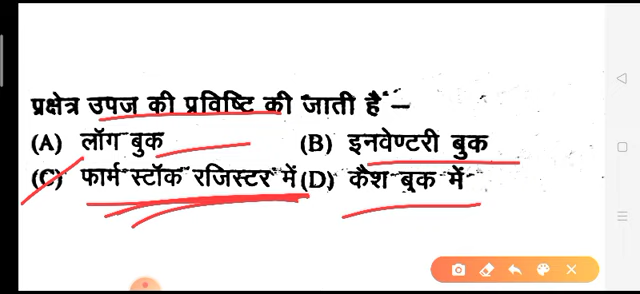 प्रक्षेत्र उपज की प्रविष्टि की जाती है –
(A) लॉग बुक (B) इनवेण्टरी बुक
(C) फार्म स्टॉक रजिस्टर में (D) कैश बुक में